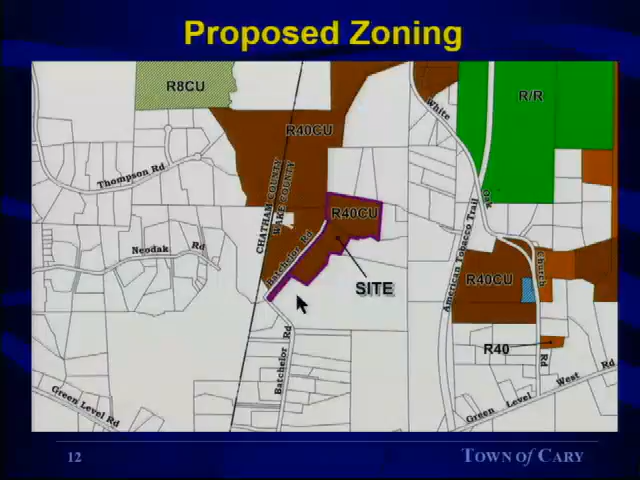 Proposed Zoning
R8CU
R/R
White
R40CU
Thompson Rd
CHATHAM COUNTY
WAKE COUNTY
Oak
R40CU
American Tobacco Trail
Batchelor Rd
Neodak Rd
Church
R40CU
SITE
R40
Batchelor Rd
Rd
Green Level West Rd
Green Level Rd
12
TOWN of CARY